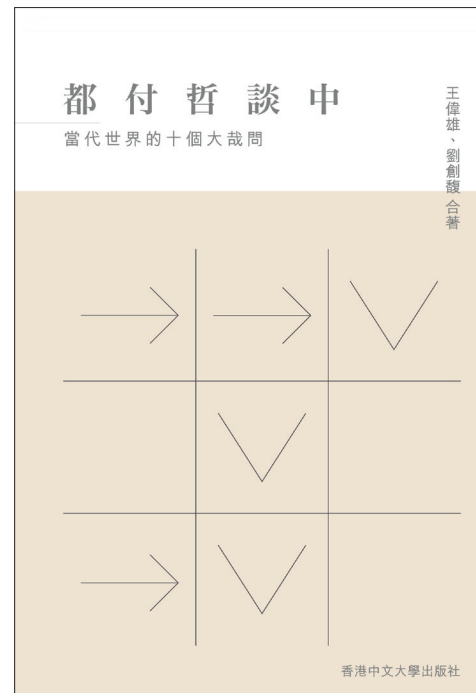 都付哲談中
當代世界的十個大哉問
王偉雄、劉創馥 合著
香港中文大學出版社